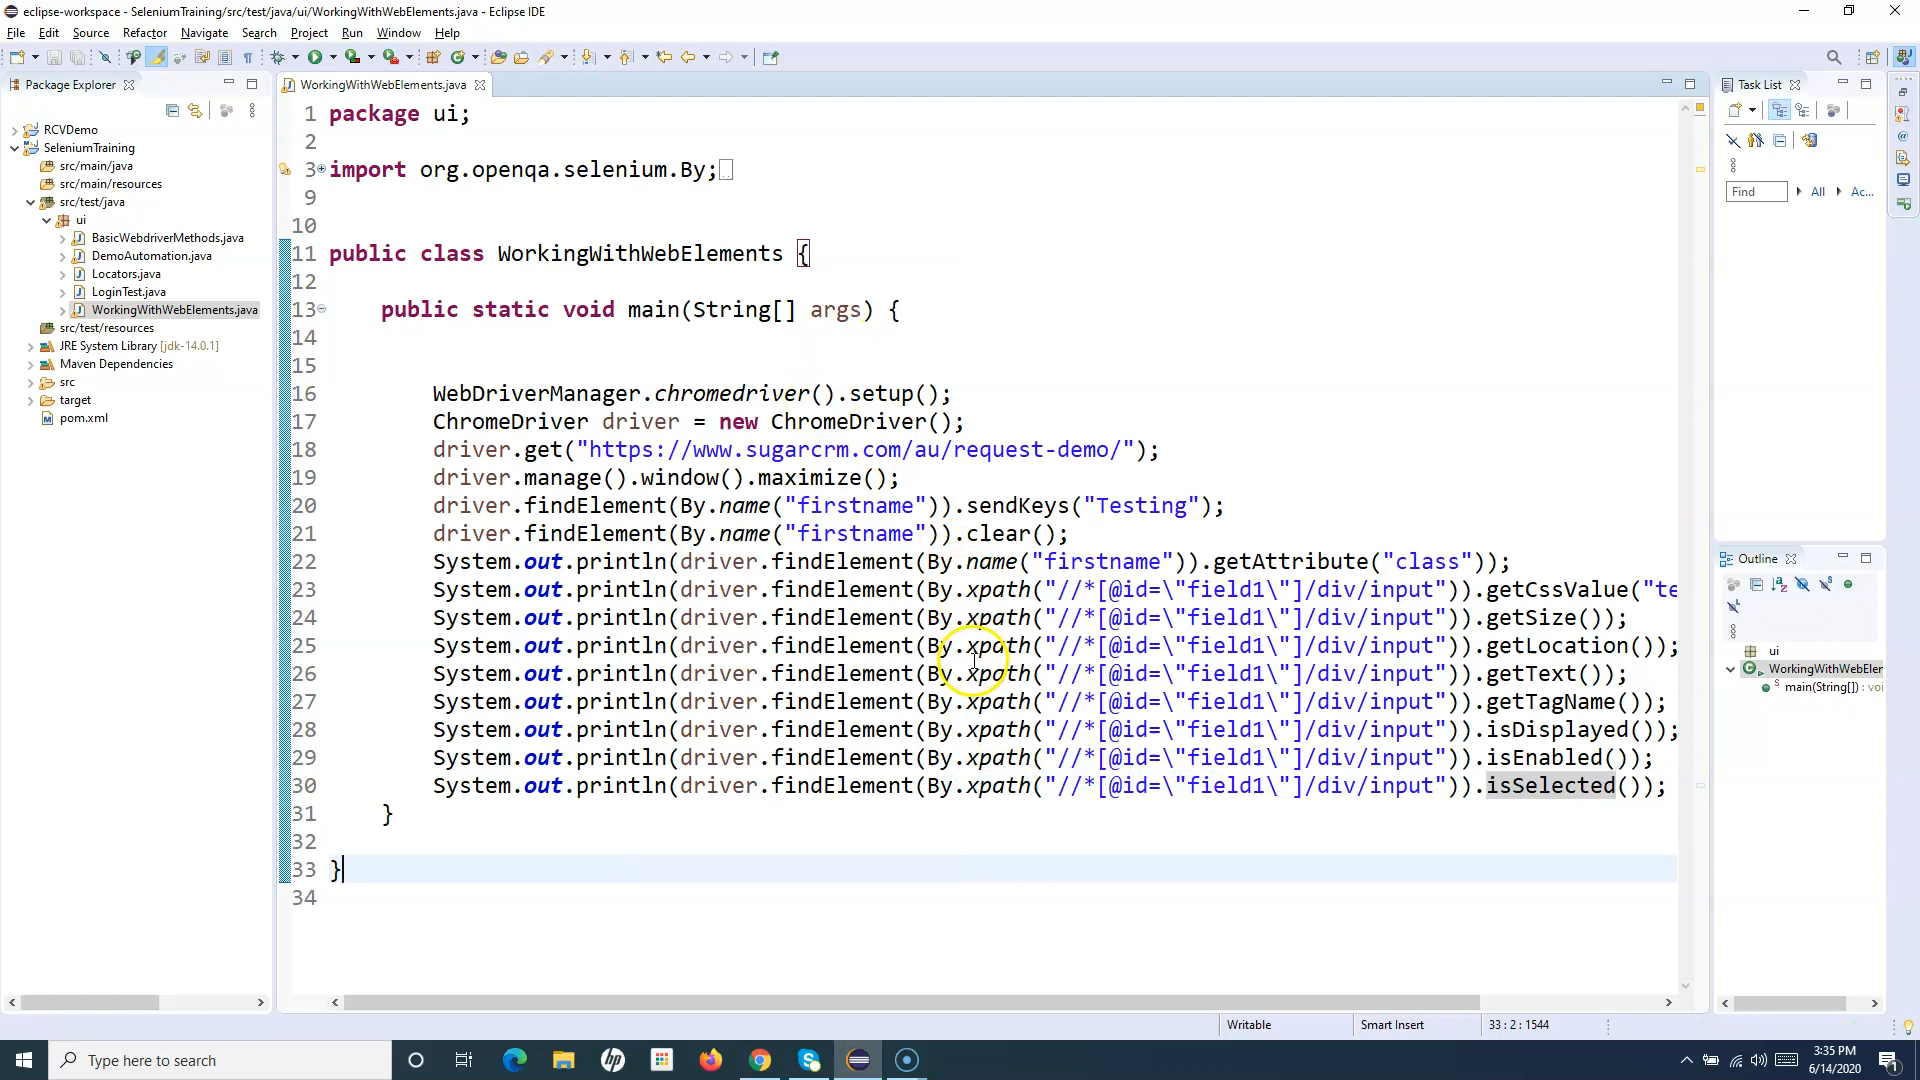 eclipse-workspace - SeleniumTraining/src/test/java/ui/WorkingWithWebElements.java - Eclipse IDE
File Edit Source Refactor Navigate Search Project Run Window Help
Package Explorer
RCVDemo
SeleniumTraining
src/main/java
src/main/resources
src/test/java
ui
BasicWebdriverMethods.java
DemoAutomation.java
Locators.java
LoginTest.java
WorkingWithWebElements.java
src/test/resources
JRE System Library [jdk-14.0.1]
Maven Dependencies
src
target
pom.xml
WorkingWithWebElements.java
1 package ui;
2
3 import org.openqa.selenium.By;
9
10
11 public class WorkingWithWebElements {
12
13 public static void main(String[] args) {
14
15
16 WebDriverManager.chromedriver().setup();
17 ChromeDriver driver = new ChromeDriver();
18 driver.get("https://www.sugarcrm.com/au/request-demo/");
19 driver.manage().window().maximize();
20 driver.findElement(By.name("firstname")).sendKeys("Testing");
21 driver.findElement(By.name("firstname")).clear();
22 System.out.println(driver.findElement(By.name("firstname")).getAttribute("class"));
23 System.out.println(driver.findElement(By.xpath("//*[@id=\"field1\"]/div/input")).getCssValue("te
24 System.out.println(driver.findElement(By.xpath("//*[@id=\"field1\"]/div/input")).getSize());
25 System.out.println(driver.findElement(By.xpath("//*[@id=\"field1\"]/div/input")).getLocation());
26 System.out.println(driver.findElement(By.xpath("//*[@id=\"field1\"]/div/input")).getText());
27 System.out.println(driver.findElement(By.xpath("//*[@id=\"field1\"]/div/input")).getTagName());
28 System.out.println(driver.findElement(By.xpath("//*[@id=\"field1\"]/div/input")).isDisplayed());
29 System.out.println(driver.findElement(By.xpath("//*[@id=\"field1\"]/div/input")).isEnabled());
30 System.out.println(driver.findElement(By.xpath("//*[@id=\"field1\"]/div/input")).isSelected());
31 }
32
33 }
34
Task List
Find All Ac...
Outline
ui
WorkingWithWebEler
main(String[]) : voi
Writable Smart Insert 33 : 2 : 1544
Type here to search
hp
3:35 PM
6/14/2020
1